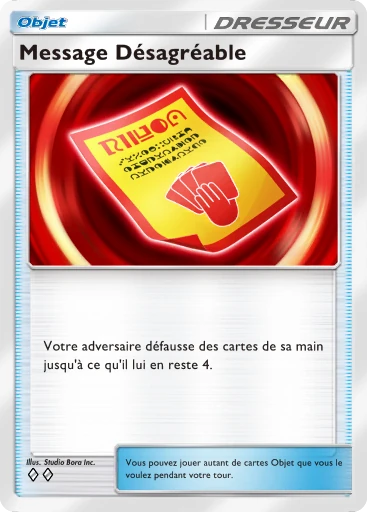 Objet
DRESSEUR
Message Désagréable
Votre adversaire défausse des cartes de sa main
jusqu'à ce qu'il lui en reste 4.
Illus. Studio Bora Inc.
Vous pouvez jouer autant de cartes Objet que vous le
voulez pendant votre tour.